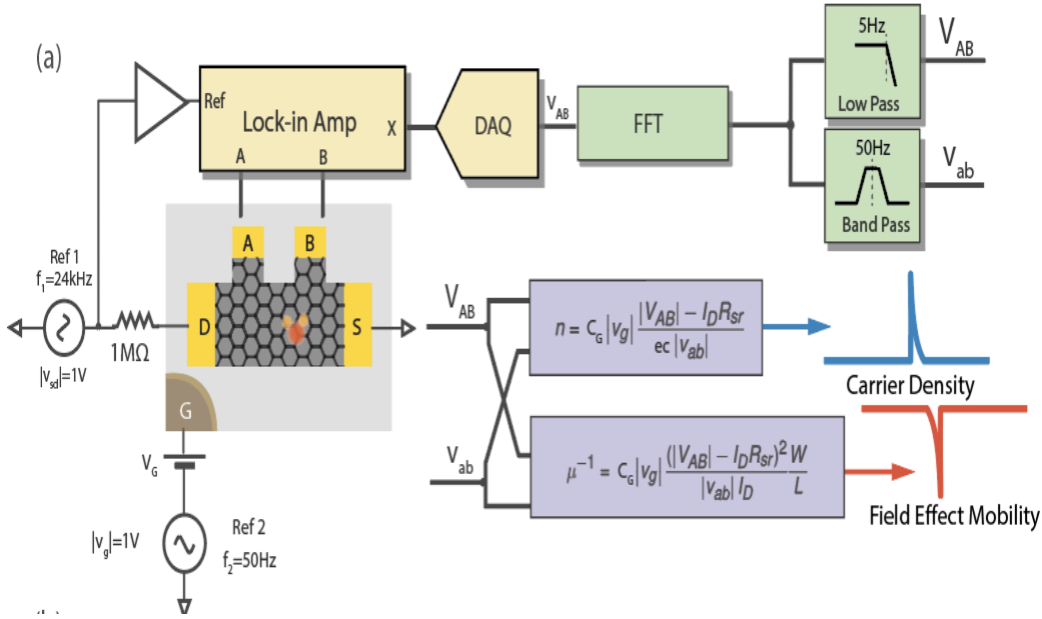 (a)
Ref
Lock-in Amp
X
A
B
DAQ
V_AB
FFT
5Hz
Low Pass
V_AB
50Hz
Band Pass
V_ab
Ref 1
f₁=24kHz
|v_sd|=1V
1MΩ
A
B
D
S
G
V_G
|v_g|=1V
Ref 2
f₂=50Hz
V_AB
V_ab
n = C_G|v_g| (|V_AB| − I_D R_sr) / (ec |v_ab|)
Carrier Density
μ⁻¹ = C_G|v_g| (|V_AB| − I_D R_sr)² / (|v_ab| I_D) W / L
Field Effect Mobility